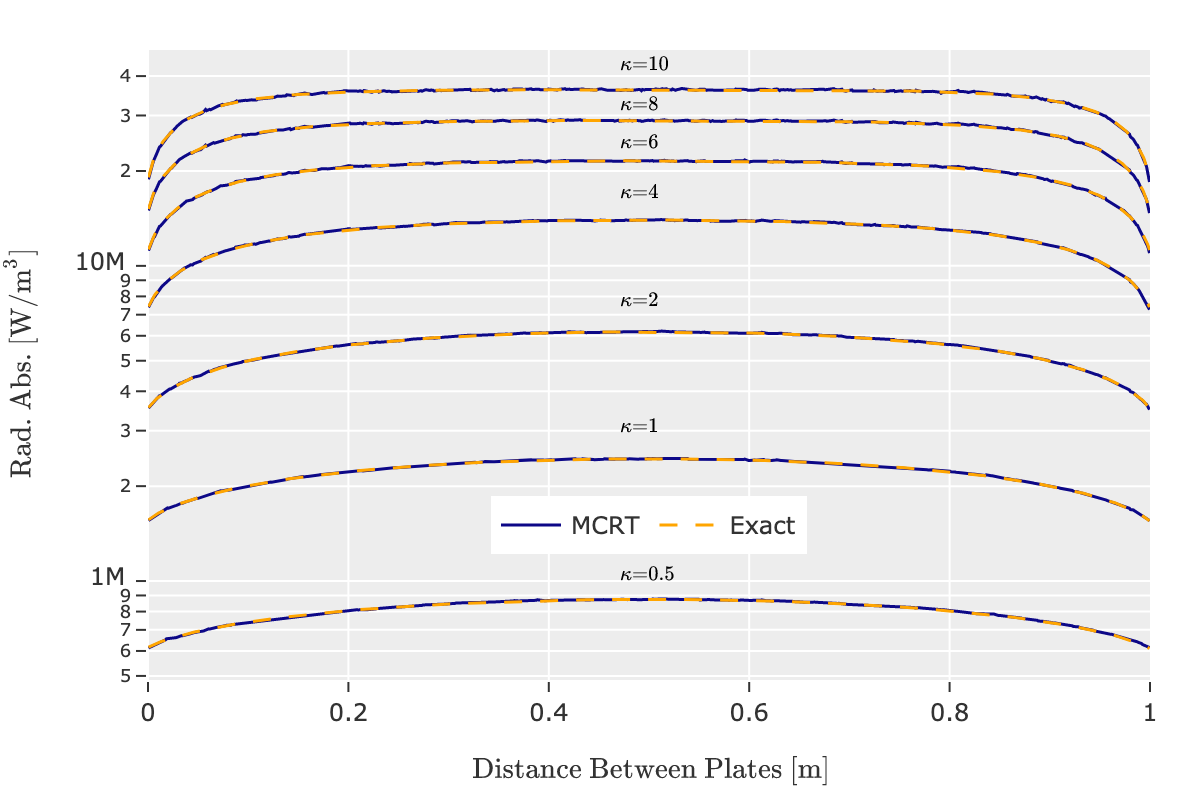 κ=10
4
3
κ=8
κ=6
2
κ=4
10M
9
8
κ=2
7
6
5
4
3
κ=1
2
MCRT
Exact
1M
κ=0.5
9
8
7
6
5
0 0.2 0.4 0.6 0.8 1
Distance Between Plates [m]
Rad. Abs. [W/m³]